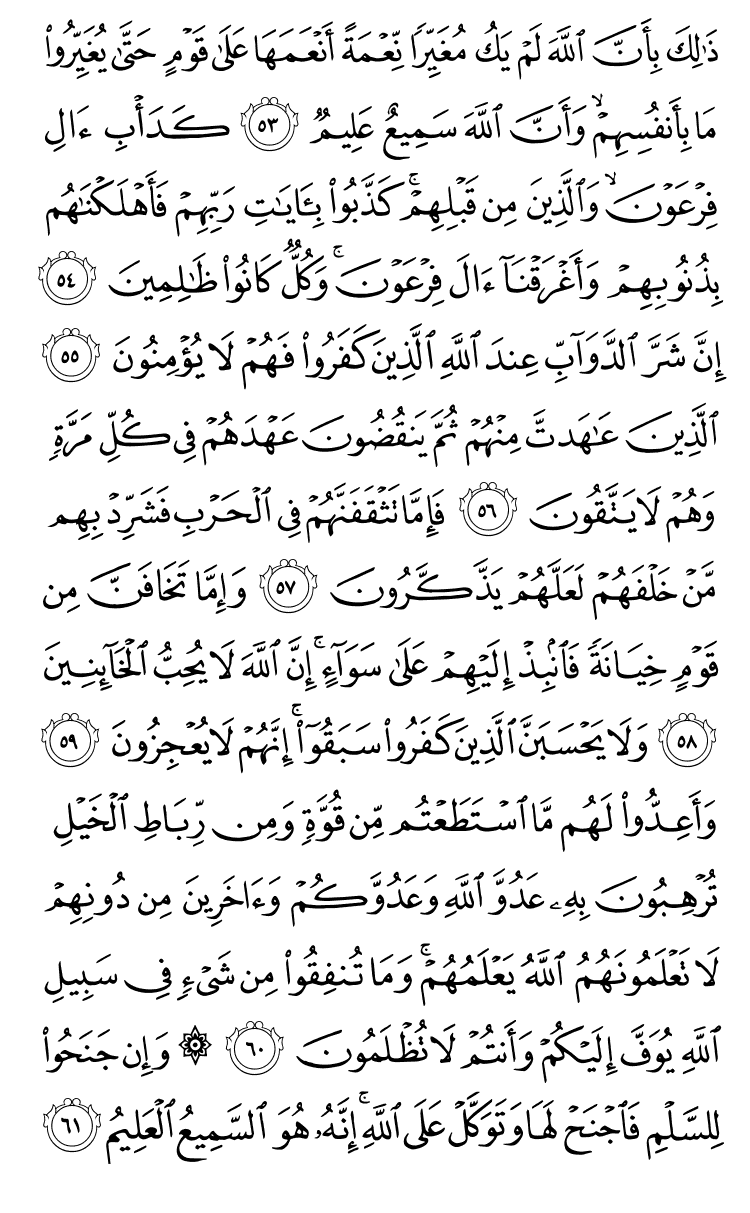 ذَٰلِكَ بِأَنَّ ٱللَّهَ لَمْ يَكُ مُغَيِّرًا نِّعْمَةً أَنْعَمَهَا عَلَىٰ قَوْمٍ حَتَّىٰ يُغَيِّرُوا۟
مَا بِأَنفُسِهِمْ ۙ وَأَنَّ ٱللَّهَ سَمِيعٌ عَلِيمٌ ٥٣ كَدَأْبِ ءَالِ
فِرْعَوْنَ ۙ وَٱلَّذِينَ مِن قَبْلِهِمْ ۚ كَذَّبُوا۟ بِـَٔايَـٰتِ رَبِّهِمْ فَأَهْلَكْنَـٰهُم
بِذُنُوبِهِمْ وَأَغْرَقْنَآ ءَالَ فِرْعَوْنَ ۚ وَكُلٌّ كَانُوا۟ ظَـٰلِمِينَ ٥٤
إِنَّ شَرَّ ٱلدَّوَآبِّ عِندَ ٱللَّهِ ٱلَّذِينَ كَفَرُوا۟ فَهُمْ لَا يُؤْمِنُونَ ٥٥
ٱلَّذِينَ عَـٰهَدتَّ مِنْهُمْ ثُمَّ يَنقُضُونَ عَهْدَهُمْ فِى كُلِّ مَرَّةٍ
وَهُمْ لَا يَتَّقُونَ ٥٦ فَإِمَّا تَثْقَفَنَّهُمْ فِى ٱلْحَرْبِ فَشَرِّدْ بِهِم
مَّنْ خَلْفَهُمْ لَعَلَّهُمْ يَذَّكَّرُونَ ٥٧ وَإِمَّا تَخَافَنَّ مِن
قَوْمٍ خِيَانَةً فَٱنۢبِذْ إِلَيْهِمْ عَلَىٰ سَوَآءٍ ۚ إِنَّ ٱللَّهَ لَا يُحِبُّ ٱلْخَآئِنِينَ
٥٨ وَلَا يَحْسَبَنَّ ٱلَّذِينَ كَفَرُوا۟ سَبَقُوٓا۟ ۚ إِنَّهُمْ لَا يُعْجِزُونَ ٥٩
وَأَعِدُّوا۟ لَهُم مَّا ٱسْتَطَعْتُم مِّن قُوَّةٍ وَمِن رِّبَاطِ ٱلْخَيْلِ
تُرْهِبُونَ بِهِۦ عَدُوَّ ٱللَّهِ وَعَدُوَّكُمْ وَءَاخَرِينَ مِن دُونِهِمْ
لَا تَعْلَمُونَهُمُ ٱللَّهُ يَعْلَمُهُمْ ۚ وَمَا تُنفِقُوا۟ مِن شَىْءٍ فِى سَبِيلِ
ٱللَّهِ يُوَفَّ إِلَيْكُمْ وَأَنتُمْ لَا تُظْلَمُونَ ٦٠ ۞ وَإِن جَنَحُوا۟
لِلسَّلْمِ فَٱجْنَحْ لَهَا وَتَوَكَّلْ عَلَى ٱللَّهِ ۚ إِنَّهُۥ هُوَ ٱلسَّمِيعُ ٱلْعَلِيمُ ٦١